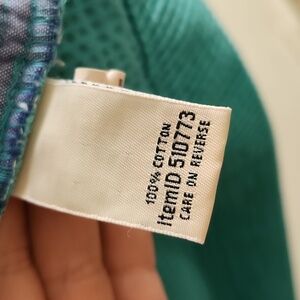 100% COTTON
itemID 510773
CARE ON REVERSE